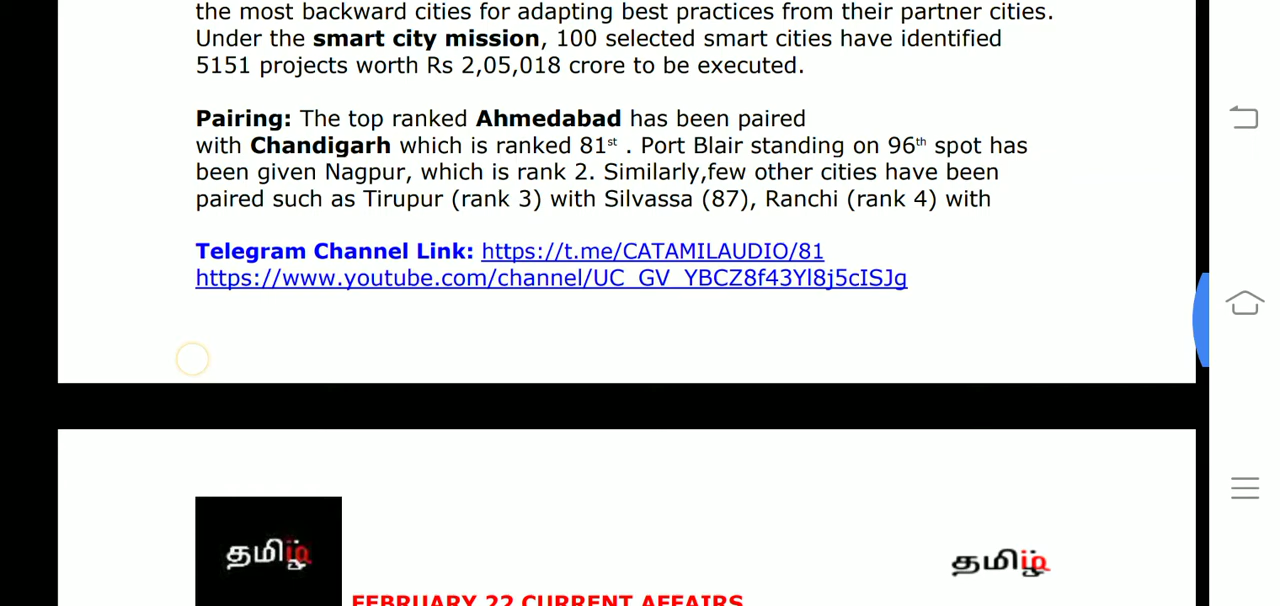 the most backward cities for adapting best practices from their partner cities.
Under the smart city mission, 100 selected smart cities have identified
5151 projects worth Rs 2,05,018 crore to be executed.
Pairing: The top ranked Ahmedabad has been paired
with Chandigarh which is ranked 81st . Port Blair standing on 96th spot has
been given Nagpur, which is rank 2. Similarly,few other cities have been
paired such as Tirupur (rank 3) with Silvassa (87), Ranchi (rank 4) with
Telegram Channel Link: https://t.me/CATAMILAUDIO/81
https://www.youtube.com/channel/UC_GV_YBCZ8f43Yl8j5cISJg
தமிழ்
தமிழ்
FEBRUARY 22 CURRENT AFFAIRS